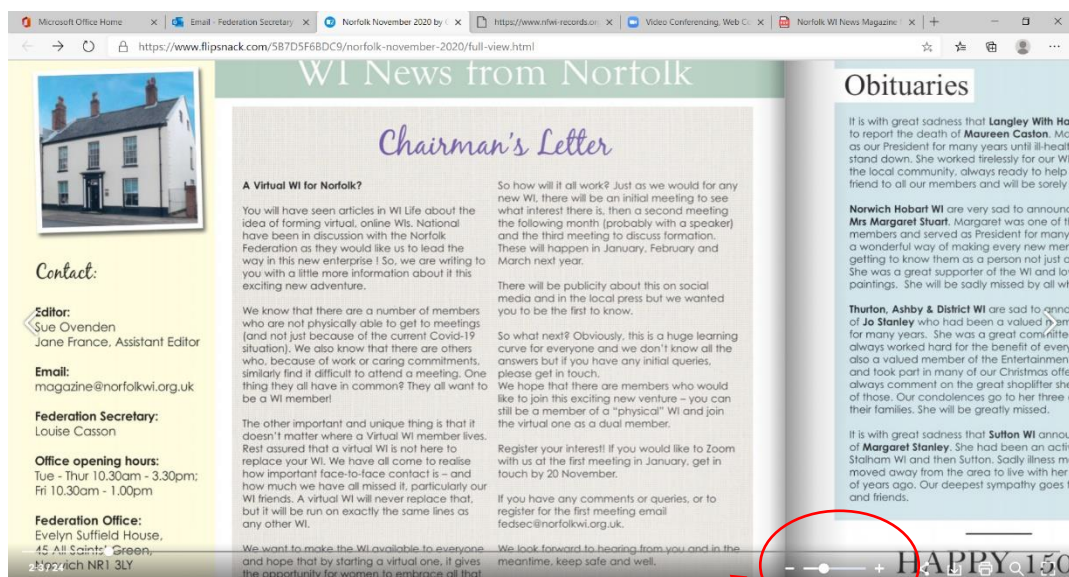 Microsoft Office Home
Email - Federation Secretary
Norfolk November 2020 by
https://www.nfwi-records.or
Video Conferencing, Web Co
Norfolk WI News Magazine
https://www.flipsnack.com/5B7D5F6BDC9/norfolk-november-2020/full-view.html
WI News from Norfolk
Contact:
Editor:
Sue Ovenden
Jane France, Assistant Editor
Email:
magazine@norfolkwi.org.uk
Federation Secretary:
Louise Casson
Office opening hours:
Tue - Thur 10.30am - 3.30pm;
Fri 10.30am - 1.00pm
Federation Office:
Evelyn Suffield House,
45 All Saints' Green,
Norwich NR1 3LY
2-3 / 24
Chairman's Letter
A Virtual WI for Norfolk?
You will have seen articles in WI Life about the
idea of forming virtual, online WIs. National
have been in discussion with the Norfolk
Federation as they would like us to lead the
way in this new enterprise ! So, we are writing to
you with a little more information about it this
exciting new adventure.
We know that there are a number of members
who are not physically able to get to meetings
(and not just because of the current Covid-19
situation). We also know that there are others
who, because of work or caring commitments,
similarly find it difficult to attend a meeting. One
thing they all have in common? They all want to
be a WI member!
The other important and unique thing is that it
doesn't matter where a Virtual WI member lives.
Rest assured that a virtual WI is not here to
replace your WI. We have all come to realise
how important face-to-face contact is – and
how much we have all missed it, particularly our
WI friends. A virtual WI will never replace that,
but it will be run on exactly the same lines as
any other WI.
We want to make the WI available to everyone
and hope that by starting a virtual one, it gives
the opportunity for women to embrace all that
So how will it all work? Just as we would for any
new WI, there will be an initial meeting to see
what interest there is, then a second meeting
the following month (probably with a speaker)
and the third meeting to discuss formation.
These will happen in January, February and
March next year.
There will be publicity about this on social
media and in the local press but we wanted
you to be the first to know.
So what next? Obviously, this is a huge learning
curve for everyone and we don't know all the
answers but if you have any initial queries,
please get in touch.
We hope that there are members who would
like to join this exciting new venture – you can
still be a member of a "physical" WI and join
the virtual one as a dual member.
Register your interest! If you would like to Zoom
with us at the first meeting in January, get in
touch by 20 November.
If you have any comments or queries, or to
register for the first meeting email
fedsec@norfolkwi.org.uk.
We look forward to hearing from you and in the
meantime, keep safe and well.
Obituaries
It is with great sadness that Langley With Ha
to report the death of Maureen Caston. Ma
as our President for many years until ill-healt
stand down. She worked tirelessly for our WI
the local community, always ready to help
friend to all our members and will be sorely
Norwich Hobart WI are very sad to announc
Mrs Margaret Stuart. Margaret was one of th
members and served as President for many
a wonderful way of making every new mem
getting to know them as a person not just a
She was a great supporter of the WI and lov
paintings. She will be sadly missed by all wh
Thurton, Ashby & District WI are sad to anno
of Jo Stanley who had been a valued mem
for many years. She was a great committe
always worked hard for the benefit of every
also a valued member of the Entertainmen
and took part in many of our Christmas offe
always comment on the great shoplifter she
of those. Our condolences go to her three
their families. She will be greatly missed.
It is with great sadness that Sutton WI annou
of Margaret Stanley. She had been an activ
Stalham WI and then Sutton. Sadly illness m
moved away from the area to live with her
of years ago. Our deepest sympathy goes t
and friends.
HAPPY 150